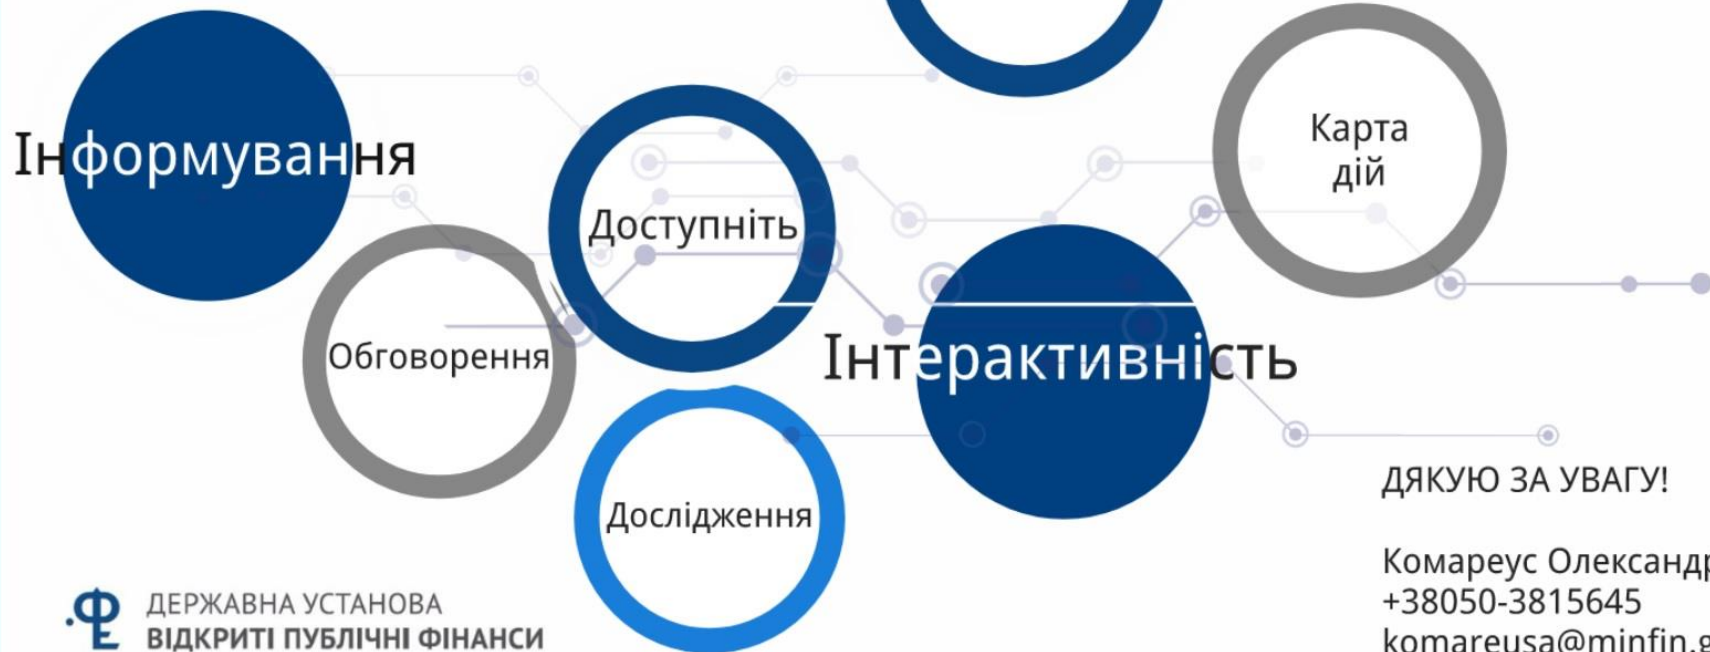 Інформування
Карта
дій
Доступніть
Обговорення
Інтерактивність
Дослідження
ДЯКУЮ ЗА УВАГУ!
Комареус Олександр
+38050-3815645
komareusa@minfin.g
ДЕРЖАВНА УСТАНОВА
ВІДКРИТІ ПУБЛІЧНІ ФІНАНСИ